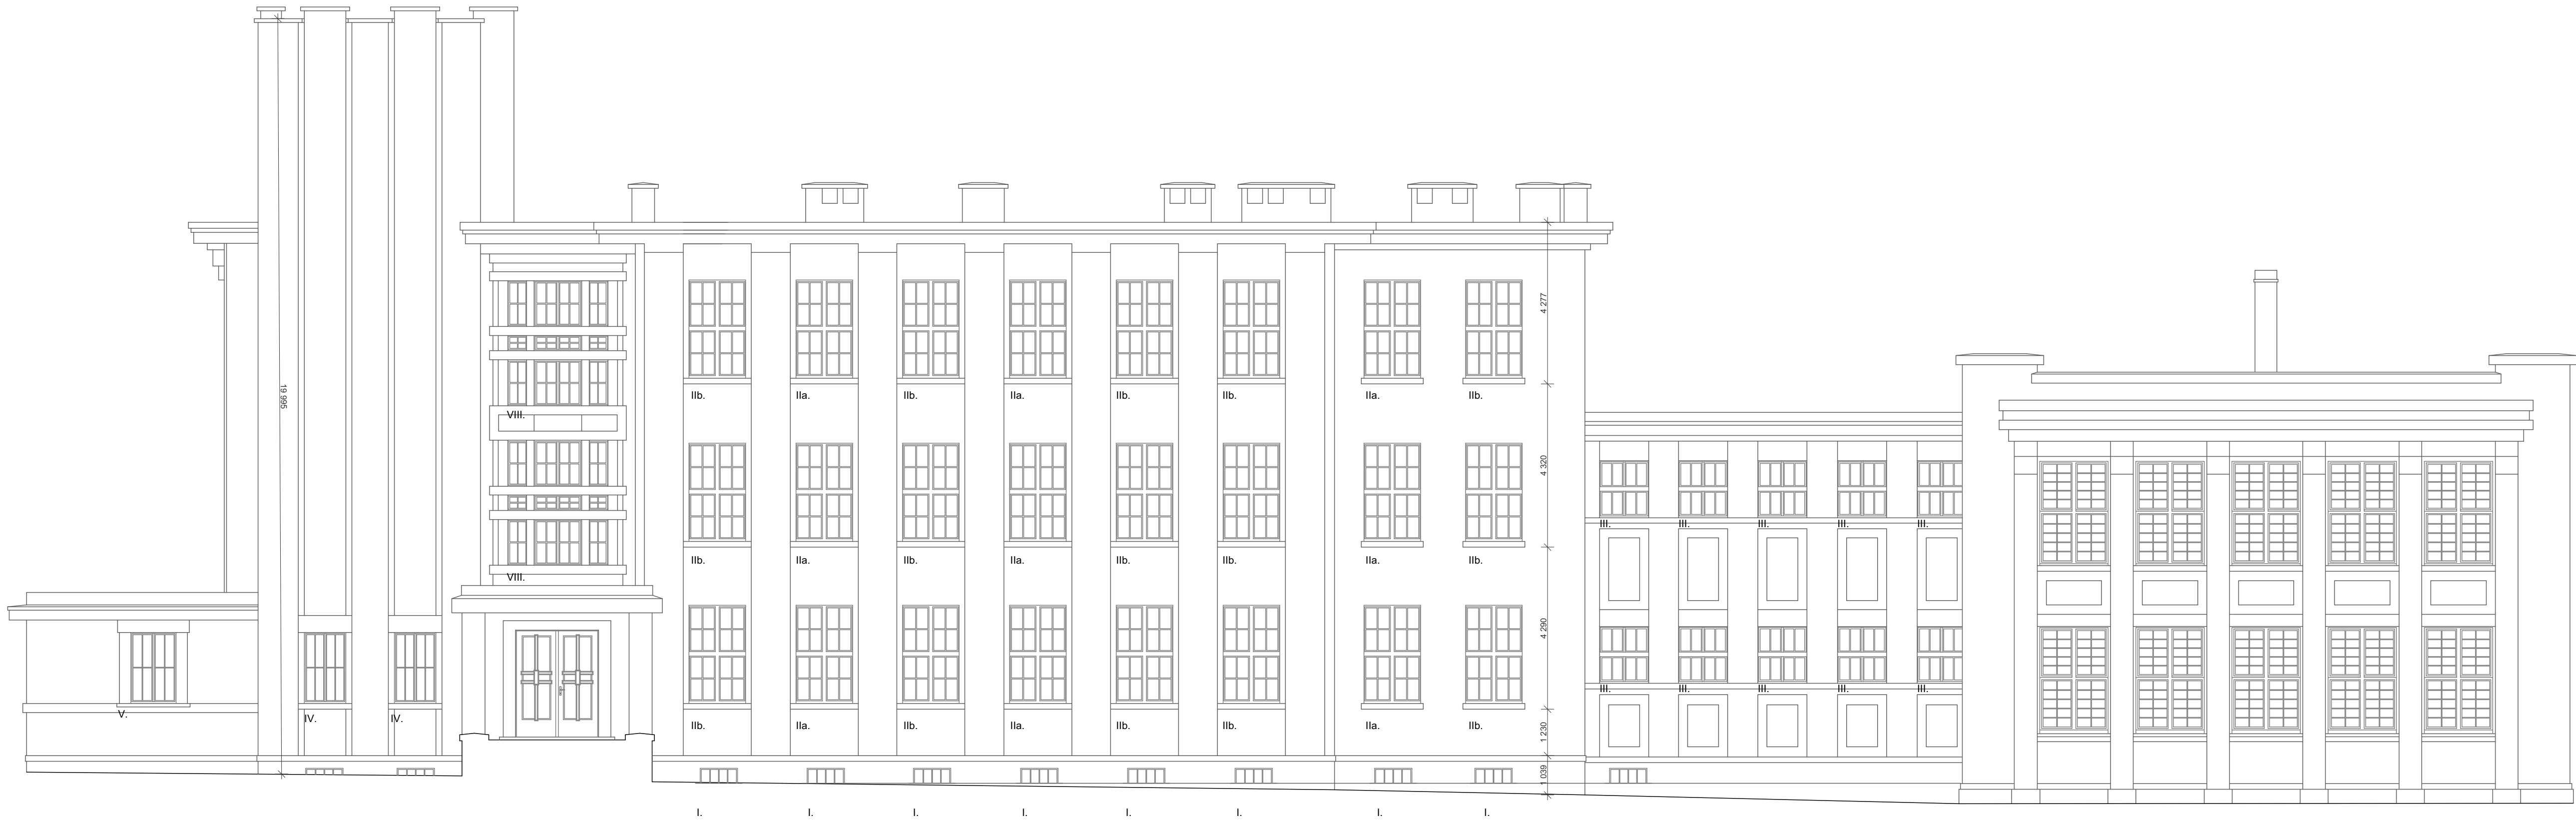 4 277
19 995
IIb. IIa. IIb. IIa. IIb. IIb. IIa. IIb.
VIII.
4 320
III. III. III. III. III.
IIb. IIa. IIb. IIa. IIb. IIb. IIa. IIb.
VIII.
4 290
III. III. III. III. III.
V. IV. IV.
IIb. IIa. IIb. IIa. IIb. IIb. IIa. IIb.
1 230
1 039
I. I. I. I. I. I. I. I.